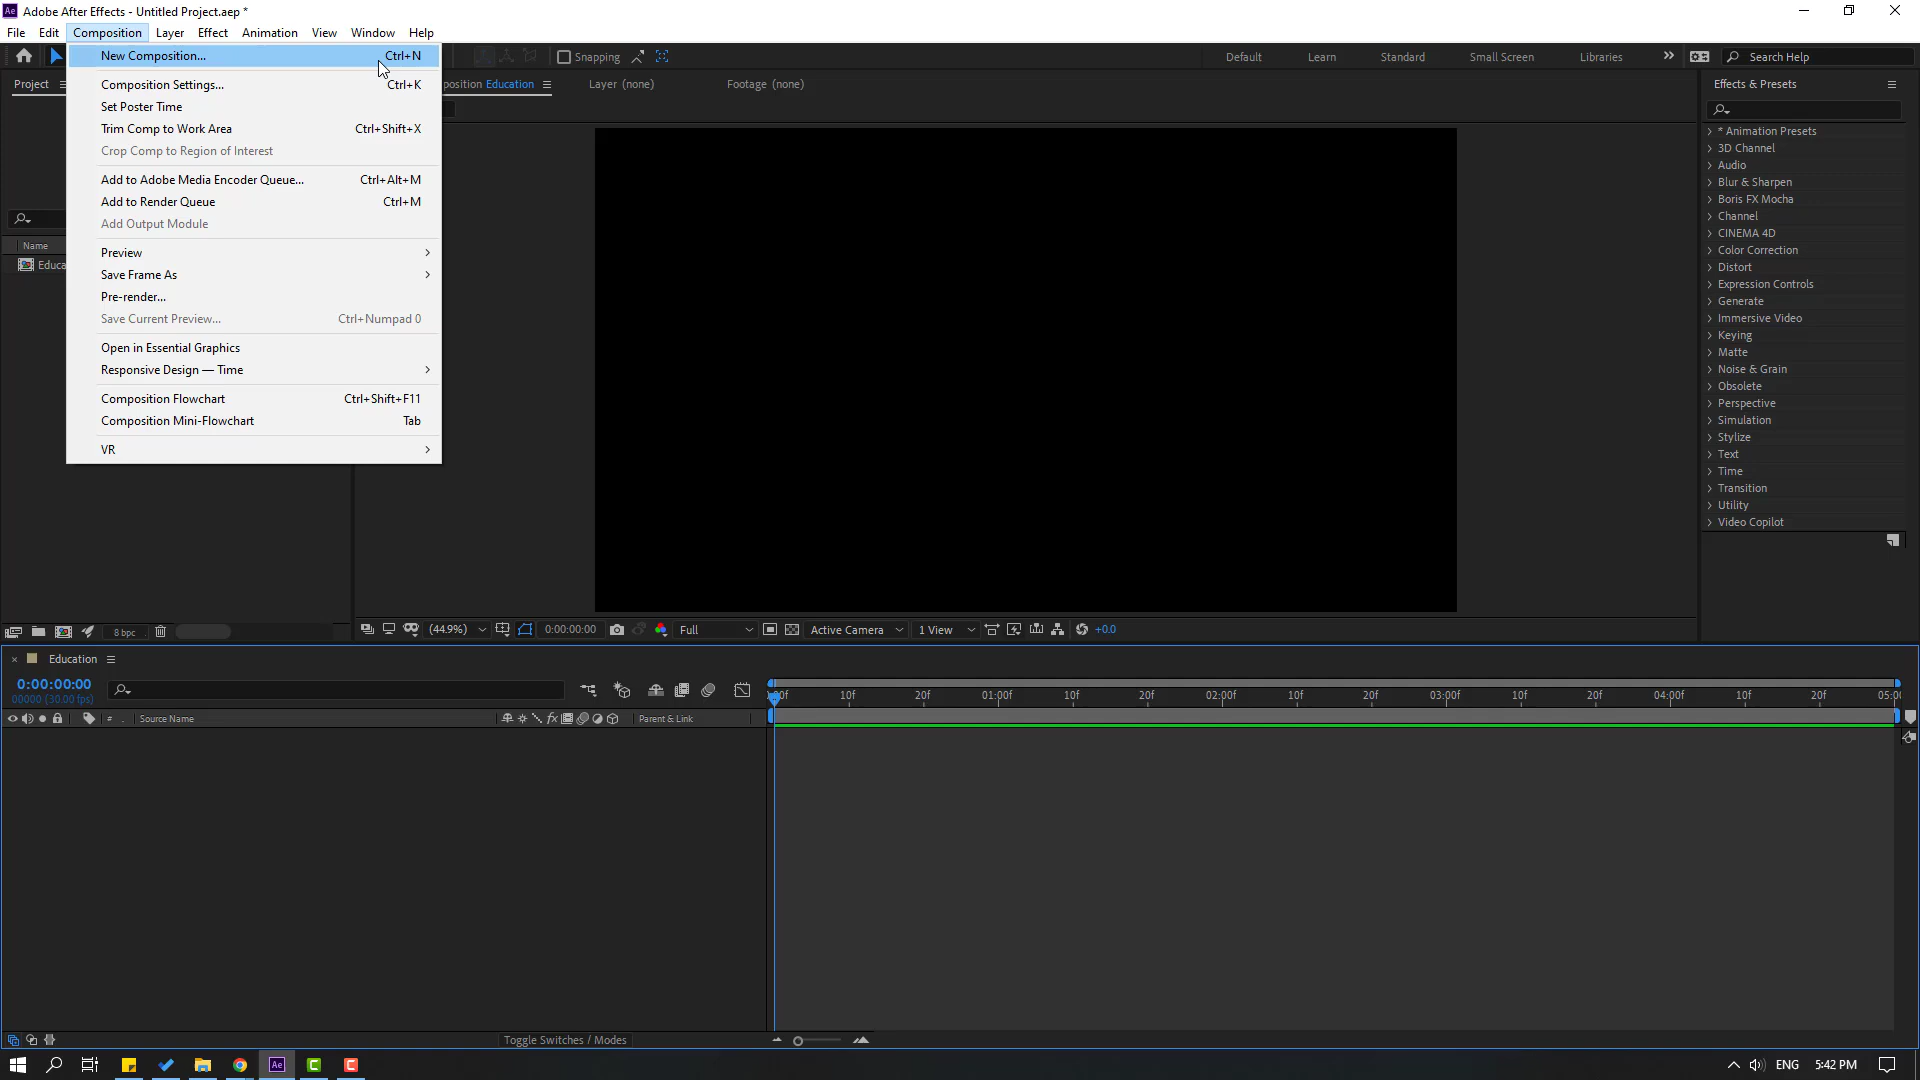 Adobe After Effects - Untitled Project.aep *
File Edit Composition Layer Effect Animation View Window Help
New Composition... Ctrl+N
Composition Settings... Ctrl+K
Set Poster Time
Trim Comp to Work Area Ctrl+Shift+X
Crop Comp to Region of Interest
Add to Adobe Media Encoder Queue... Ctrl+Alt+M
Add to Render Queue Ctrl+M
Add Output Module
Preview
Save Frame As
Pre-render...
Save Current Preview... Ctrl+Numpad 0
Open in Essential Graphics
Responsive Design — Time
Composition Flowchart Ctrl+Shift+F11
Composition Mini-Flowchart Tab
VR
Snapping
Default Learn Standard Small Screen Libraries
Search Help
Project
position Education Layer (none) Footage (none)
Name
Educa
8 bpc
(44.9%) 0:00:00:00 Full Active Camera 1 View +0.0
Effects & Presets
* Animation Presets
3D Channel
Audio
Blur & Sharpen
Boris FX Mocha
Channel
CINEMA 4D
Color Correction
Distort
Expression Controls
Generate
Immersive Video
Keying
Matte
Noise & Grain
Obsolete
Perspective
Simulation
Stylize
Text
Time
Transition
Utility
Video Copilot
Education
0:00:00:00
00000 (30.00 fps)
# . Source Name Parent & Link
00f 10f 20f 01:00f 10f 20f 02:00f 10f 20f 03:00f 10f 20f 04:00f 10f 20f 05:00
Toggle Switches / Modes
Ae
ENG 5:42 PM